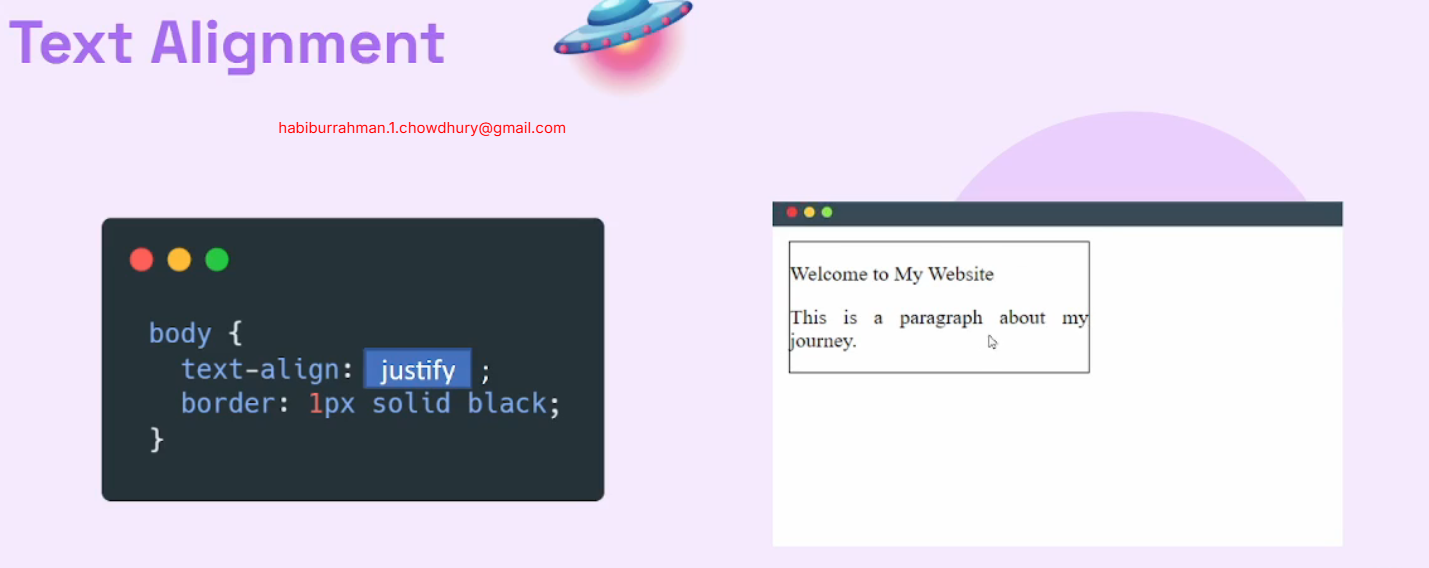 Text Alignment
habiburrahman.1.chowdhury@gmail.com
body {
text-align: justify ;
border: 1px solid black;
}
Welcome to My Website
This is a paragraph about my
journey.